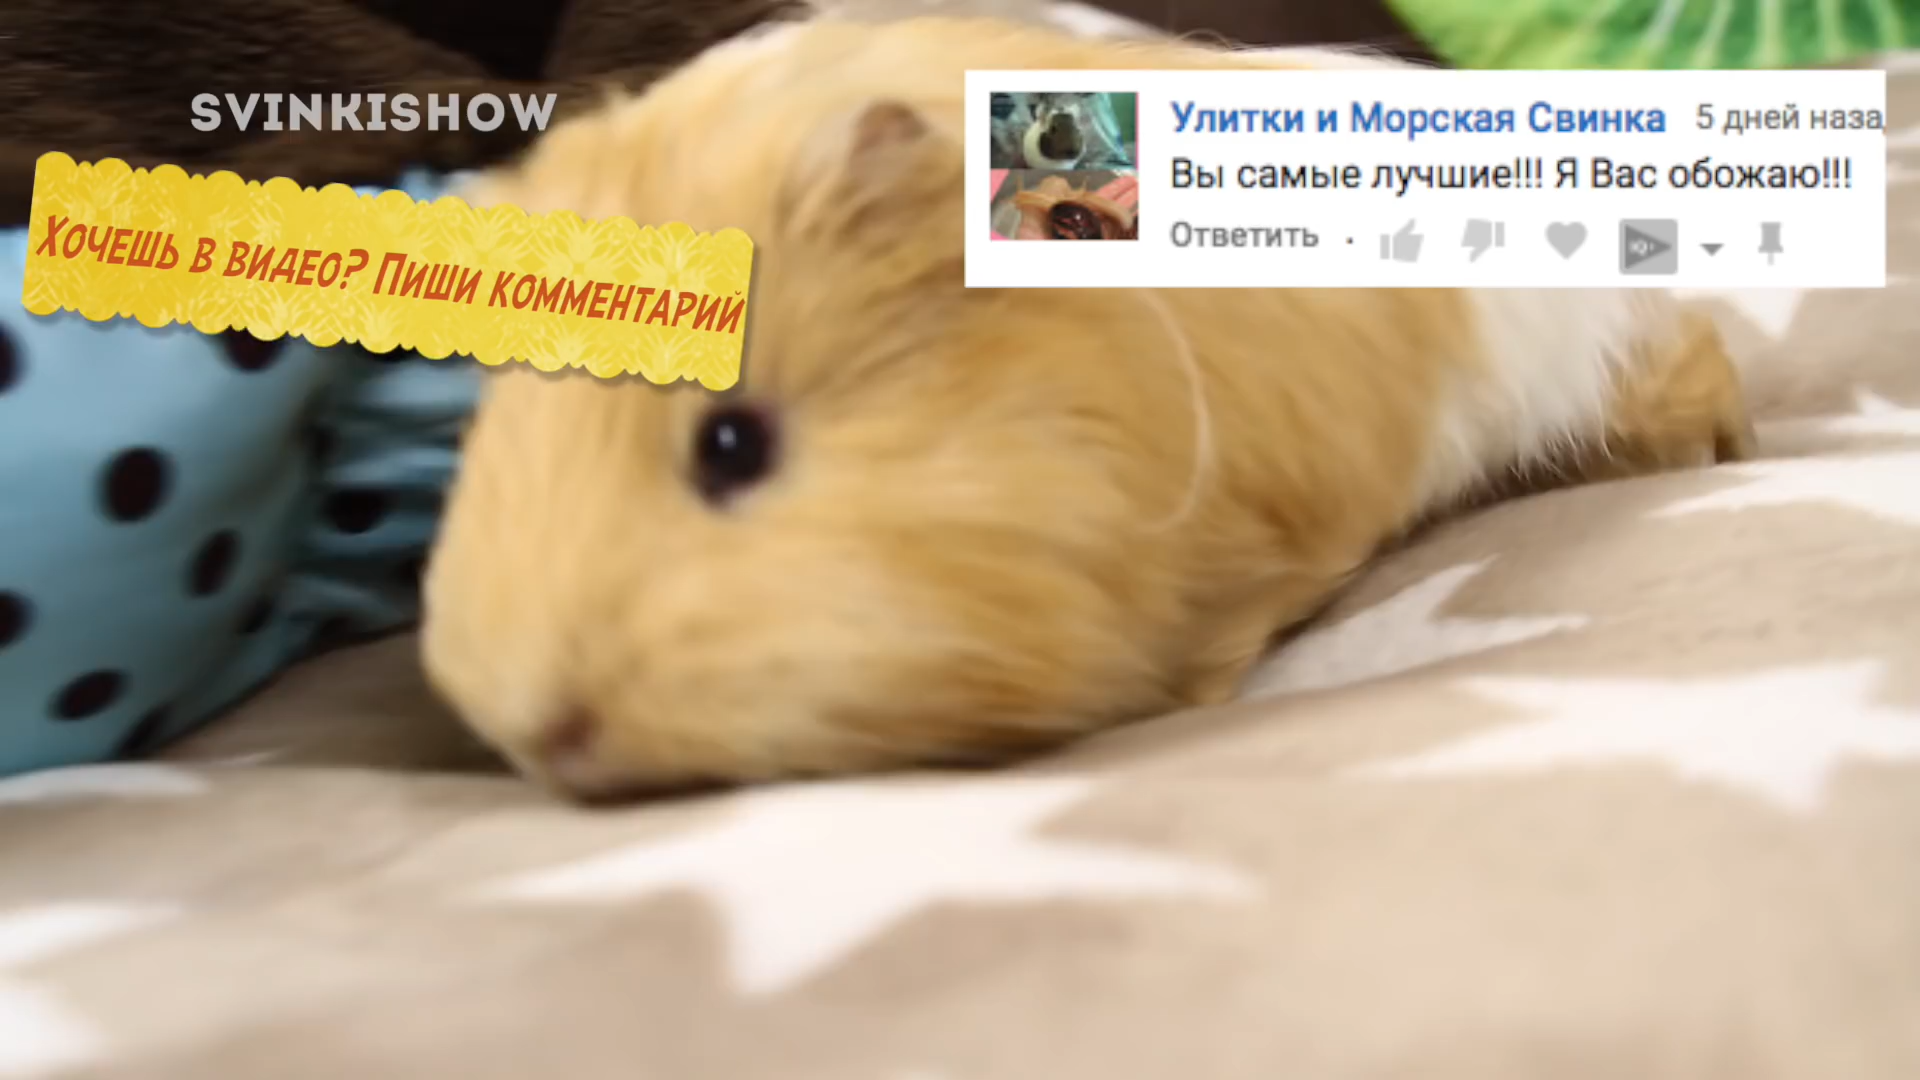 SVINKISHOW
Хочешь в видео? Пиши комментарий
Улитки и Морская Свинка 5 дней наза
Вы самые лучшие!!! Я Вас обожаю!!!
Ответить